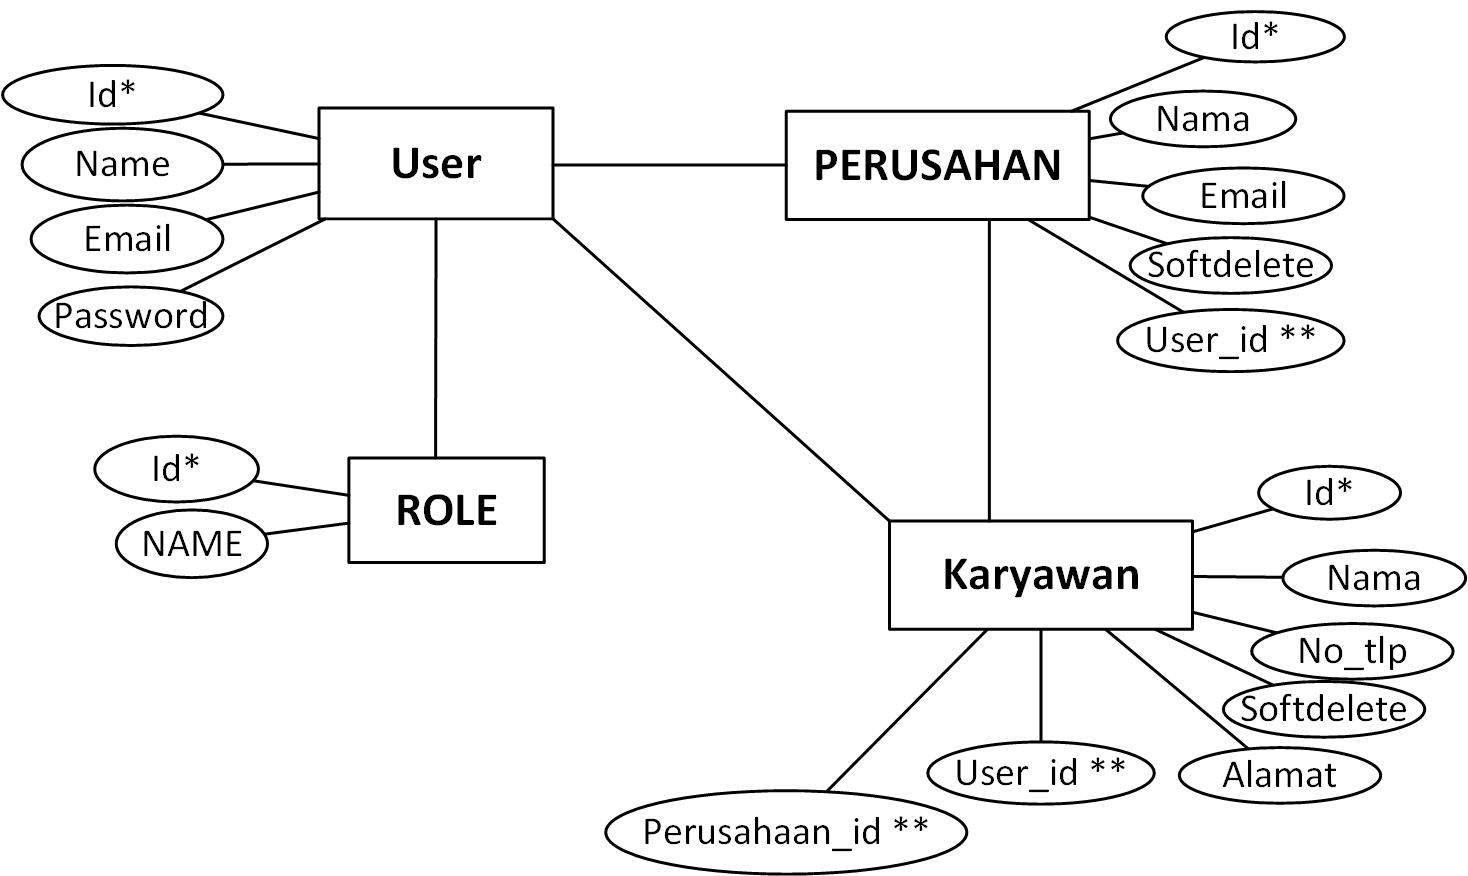 User
Id*
Name
Email
Password
PERUSAHAN
Id*
Nama
Email
Softdelete
User_id **
ROLE
Id*
NAME
Karyawan
Id*
Nama
No_tlp
Softdelete
Alamat
User_id **
Perusahaan_id **